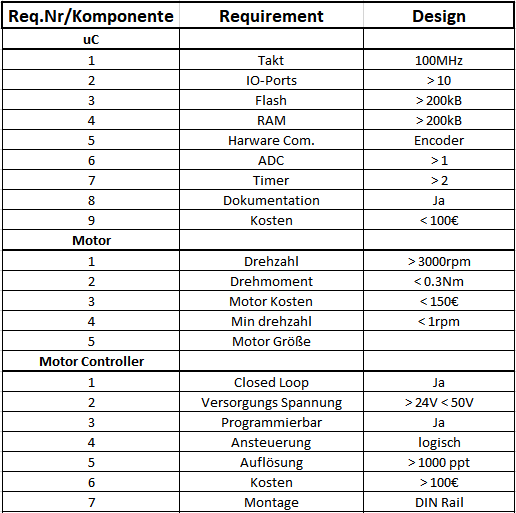 Req.Nr/Komponente Requirement Design
uC
1 Takt 100MHz
2 IO-Ports > 10
3 Flash > 200kB
4 RAM > 200kB
5 Harware Com. Encoder
6 ADC > 1
7 Timer > 2
8 Dokumentation Ja
9 Kosten < 100€
Motor
1 Drehzahl > 3000rpm
2 Drehmoment < 0.3Nm
3 Motor Kosten < 150€
4 Min drehzahl < 1rpm
5 Motor Größe
Motor Controller
1 Closed Loop Ja
2 Versorgungs Spannung > 24V < 50V
3 Programmierbar Ja
4 Ansteuerung logisch
5 Auflösung > 1000 ppt
6 Kosten > 100€
7 Montage DIN Rail